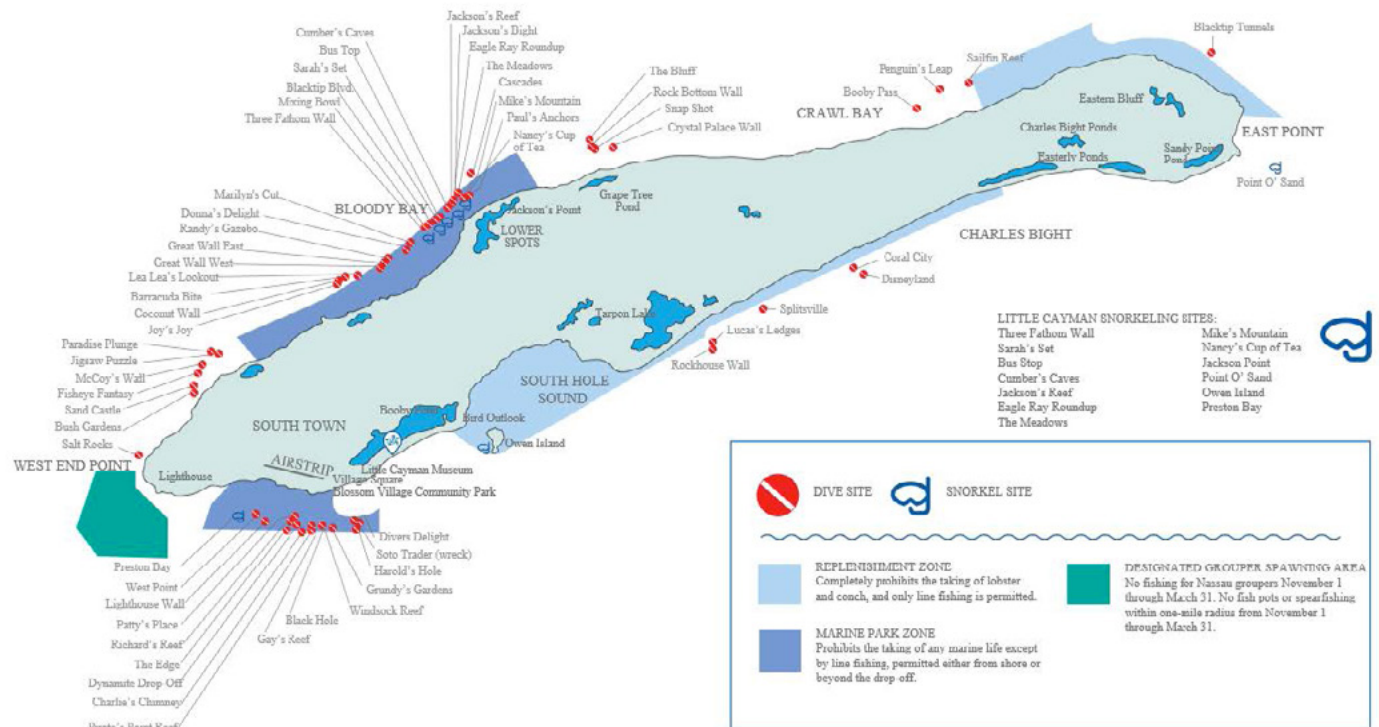 Jackson's Reef
Jackson's Dight
Eagle Ray Roundup
The Meadows
Cascades
Mike's Mountain
Paul's Anchors
Nancy's Cup
of Tea
Cumber's Caves
Bus Top
Sarah's Set
Blacktip Blvd.
Mixing Bowl
Three Fathom Wall
The Bluff
Rock Bottom Wall
Snap Shot
Crystal Palace Wall
CRAWL BAY
Booby Pass
Penguin's Leap
Sailfin Reef
Blacktip Tunnels
Eastern Bluff
Charles Bight Ponds
Easterly Ponds
Sandy Point
Pond
EAST POINT
Point O' Sand
Marilyn's Cut
Donna's Delight
Randy's Gazebo
Great Wall East
Great Wall West
Lea Lea's Lookout
Barracuda Bite
Coconut Wall
Joy's Joy
BLOODY BAY
Jackson's Point
LOWER
SPOTS
Grape Tree
Pond
CHARLES BIGHT
Coral City
Disneyland
Splitsville
Lucas's Ledges
Rockhouse Wall
Tarpon Lake
Paradise Plunge
Jigsaw Puzzle
McCoy's Wall
Fisheye Fantasy
Sand Castle
Bush Gardens
Salt Rocks
WEST END POINT
Lighthouse
SOUTH TOWN
AIRSTRIP
SOUTH HOLE
SOUND
Booby Pond
Bird Outlook
Owen Island
Little Cayman Museum
Village Square
Blossom Village Community Park
Divers Delight
Soto Trader (wreck)
Harold's Hole
Grundy's Gardens
Windsock Reef
Black Hole
Gay's Reef
Preston Bay
West Point
Lighthouse Wall
Patty's Place
Richard's Reef
The Edge
Dynamite Drop-Off
Charlie's Chimney
LITTLE CAYMAN SNORKELING SITES:
Three Fathom Wall
Sarah's Set
Bus Stop
Cumber's Caves
Jackson's Reef
Eagle Ray Roundup
The Meadows
Mike's Mountain
Nancy's Cup of Tea
Jackson Point
Point O' Sand
Owen Island
Preston Bay
DIVE SITE
SNORKEL SITE
REPLENISHMENT ZONE
Completely prohibits the taking of lobster
and conch, and only line fishing is permitted.
MARINE PARK ZONE
Prohibits the taking of any marine life except
by line fishing, permitted either from shore or
beyond the drop-off.
DESIGNATED GROUPER SPAWNING AREA
No fishing for Nassau groupers November 1
through March 31. No fish pots or spearfishing
within one-mile radius from November 1
through March 31.